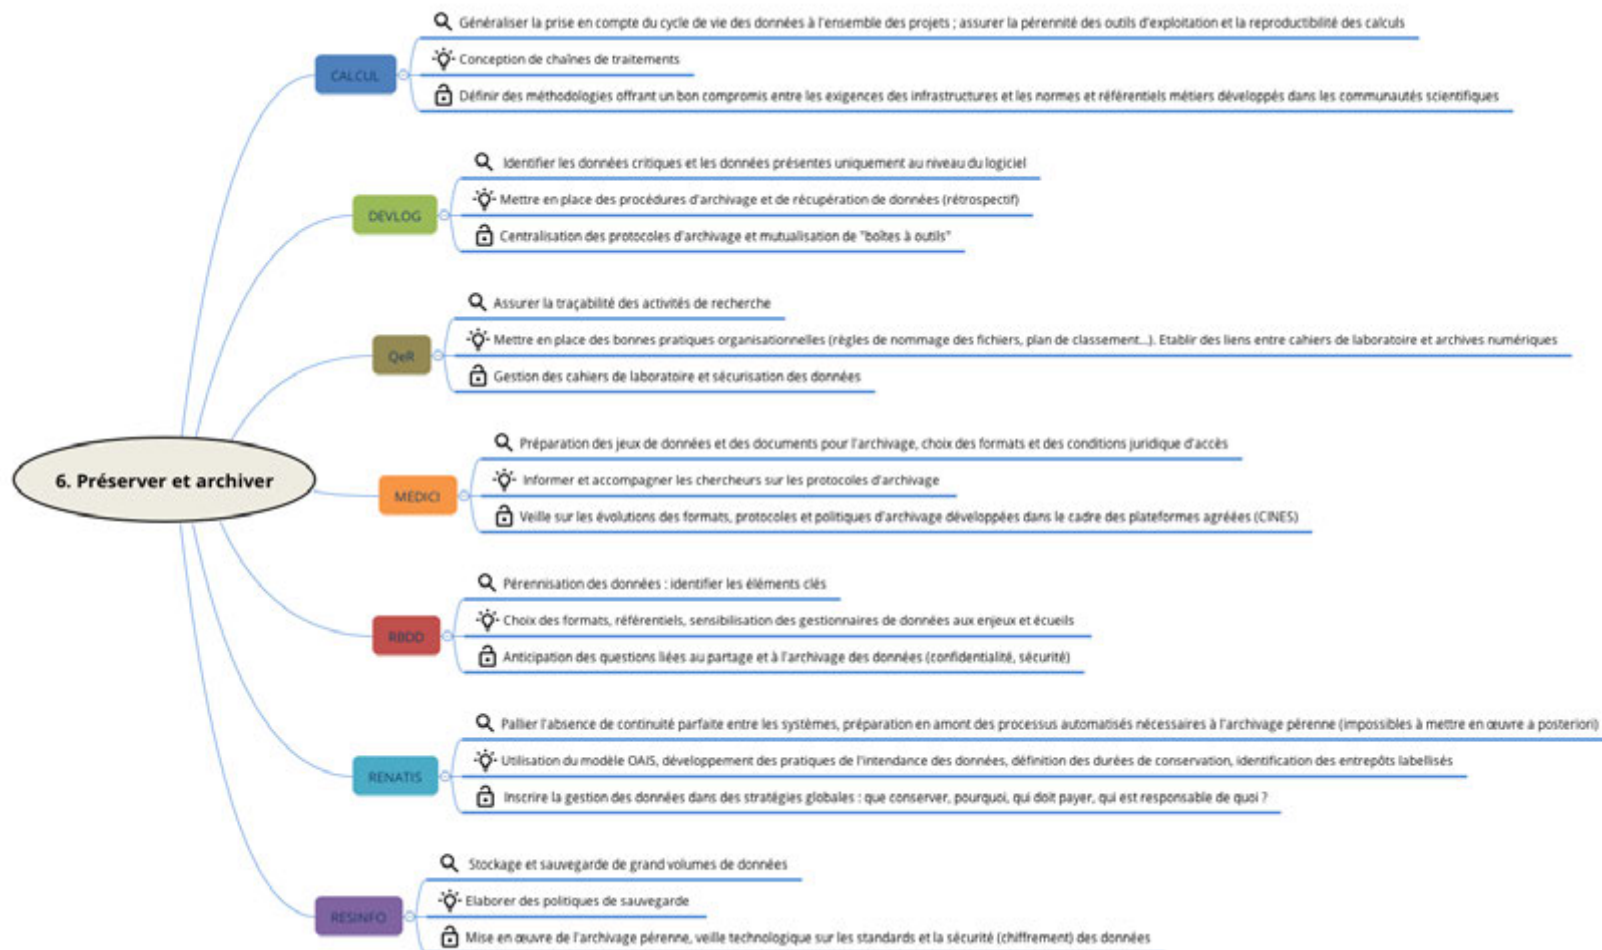 Généraliser la prise en compte du cycle de vie des données à l'ensemble des projets ; assurer la pérennité des outils d'exploitation et la reproductibilité des calculs
CALCUL
Conception de chaînes de traitements
Définir des méthodologies offrant un bon compromis entre les exigences des infrastructures et les normes et référentiels métiers développés dans les communautés scientifiques
Identifier les données critiques et les données présentes uniquement au niveau du logiciel
DEVLOG
Mettre en place des procédures d'archivage et de récupération de données (rétrospectif)
Centralisation des protocoles d'archivage et mutualisation de "boîtes à outils"
Assurer la traçabilité des activités de recherche
QeR
Mettre en place des bonnes pratiques organisationnelles (règles de nommage des fichiers, plan de classement...). Etablir des liens entre cahiers de laboratoire et archives numériques
Gestion des cahiers de laboratoire et sécurisation des données
6. Préserver et archiver
Préparation des jeux de données et des documents pour l'archivage, choix des formats et des conditions juridique d'accès
MEDICI
Informer et accompagner les chercheurs sur les protocoles d'archivage
Veille sur les évolutions des formats, protocoles et politiques d'archivage développées dans le cadre des plateformes agréées (CINES)
Pérennisation des données : identifier les éléments clés
RBDD
Choix des formats, référentiels, sensibilisation des gestionnaires de données aux enjeux et écueils
Anticipation des questions liées au partage et à l'archivage des données (confidentialité, sécurité)
Pallier l'absence de continuité parfaite entre les systèmes, préparation en amont des processus automatisés nécessaires à l'archivage pérenne (impossibles à mettre en œuvre a posteriori)
RENATIS
Utilisation du modèle OAIS, développement des pratiques de l'intendance des données, définition des durées de conservation, identification des entrepôts labellisés
Inscrire la gestion des données dans des stratégies globales : que conserver, pourquoi, qui doit payer, qui est responsable de quoi ?
Stockage et sauvegarde de grand volumes de données
RESINFO
Elaborer des politiques de sauvegarde
Mise en œuvre de l'archivage pérenne, veille technologique sur les standards et la sécurité (chiffrement) des données